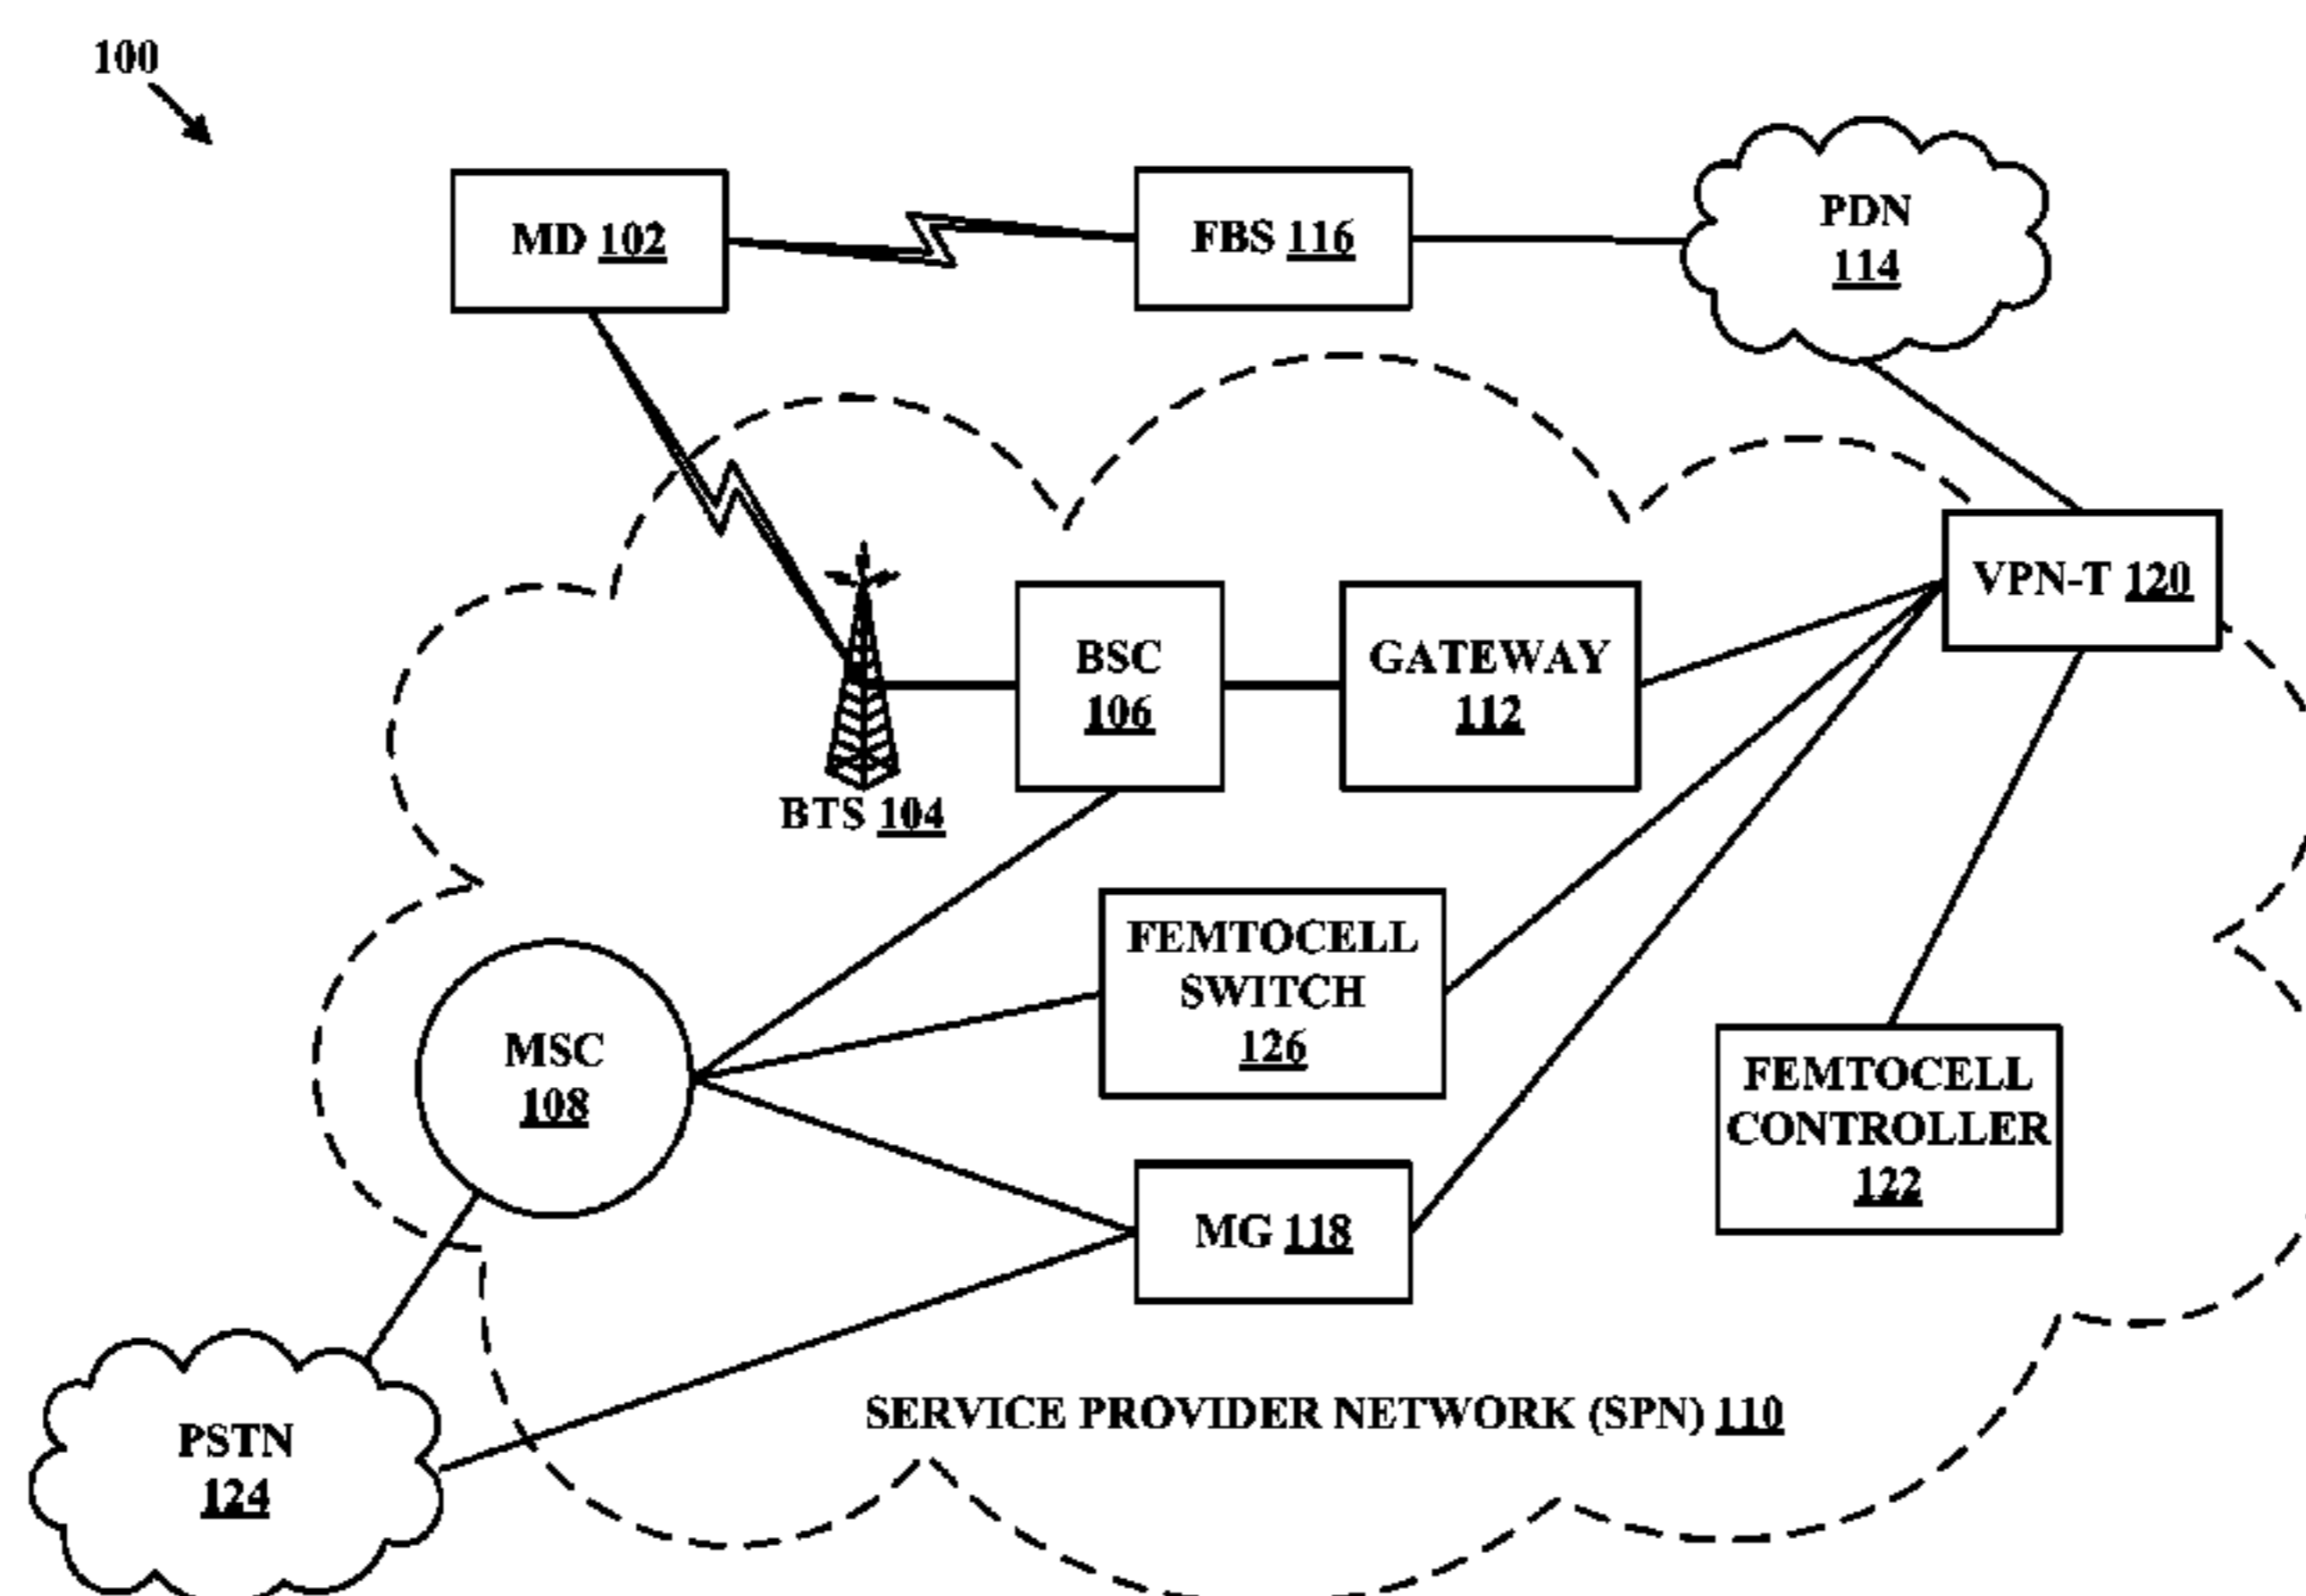 100
MD 102
FBS 116
PDN
114
VPN-T 120
BSC
106
GATEWAY
112
BTS 104
FEMTOCELL
SWITCH
126
MSC
108
FEMTOCELL
CONTROLLER
122
MG 118
SERVICE PROVIDER NETWORK (SPN) 110
PSTN
124